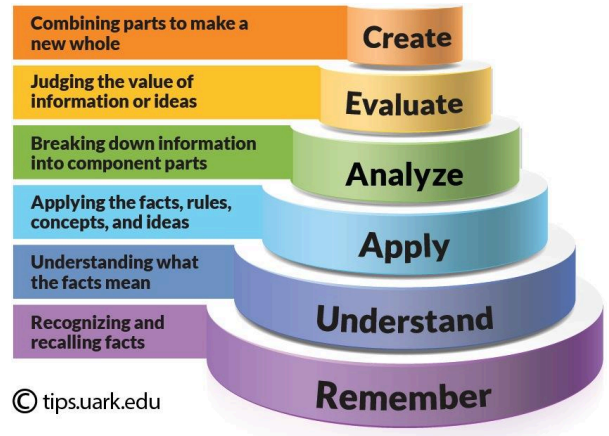 Combining parts to make a
new whole
Create
Judging the value of
information or ideas
Evaluate
Breaking down information
into component parts
Analyze
Applying the facts, rules,
concepts, and ideas
Apply
Understanding what
the facts mean
Understand
Recognizing and
recalling facts
Remember
© tips.uark.edu